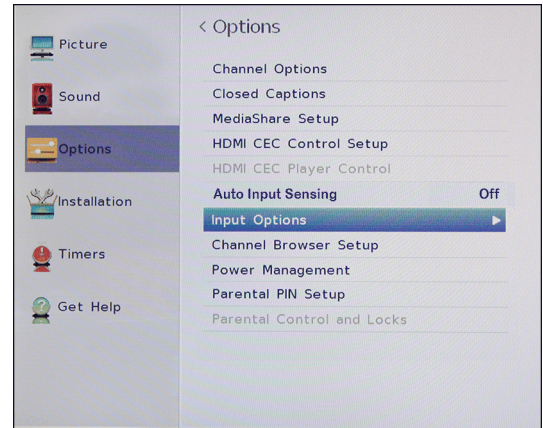 < Options
Picture
Sound
Options
Installation
Timers
Get Help
Channel Options
Closed Captions
MediaShare Setup
HDMI CEC Control Setup
HDMI CEC Player Control
Auto Input Sensing Off
Input Options
Channel Browser Setup
Power Management
Parental PIN Setup
Parental Control and Locks